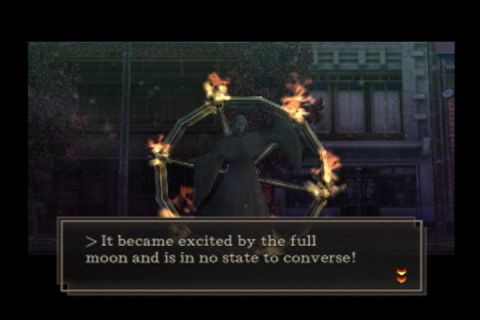 >It became excited by the full
moon and is in no state to converse!